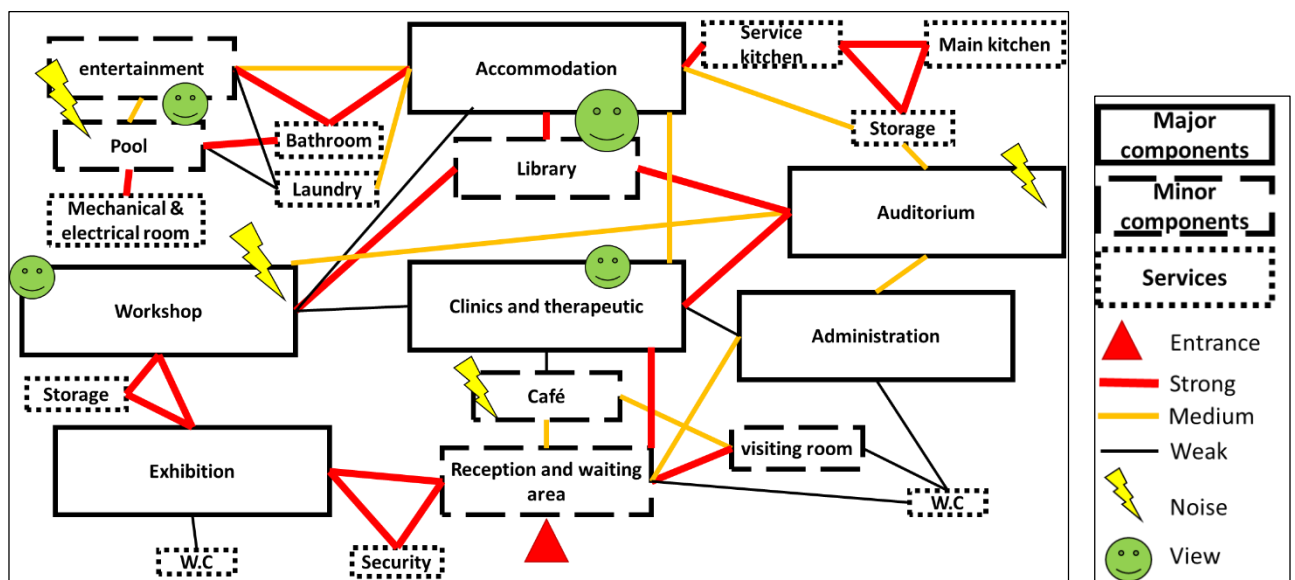 entertainment
Accommodation
Service
kitchen
Main kitchen
Pool
Bathroom
Storage
Library
Laundry
Mechanical &
electrical room
Auditorium
Workshop
Clinics and therapeutic
Administration
Storage
Café
Exhibition
Reception and waiting
area
visiting room
W.C
W.C
Security
Major
components
Minor
components
Services
Entrance
Strong
Medium
Weak
Noise
View